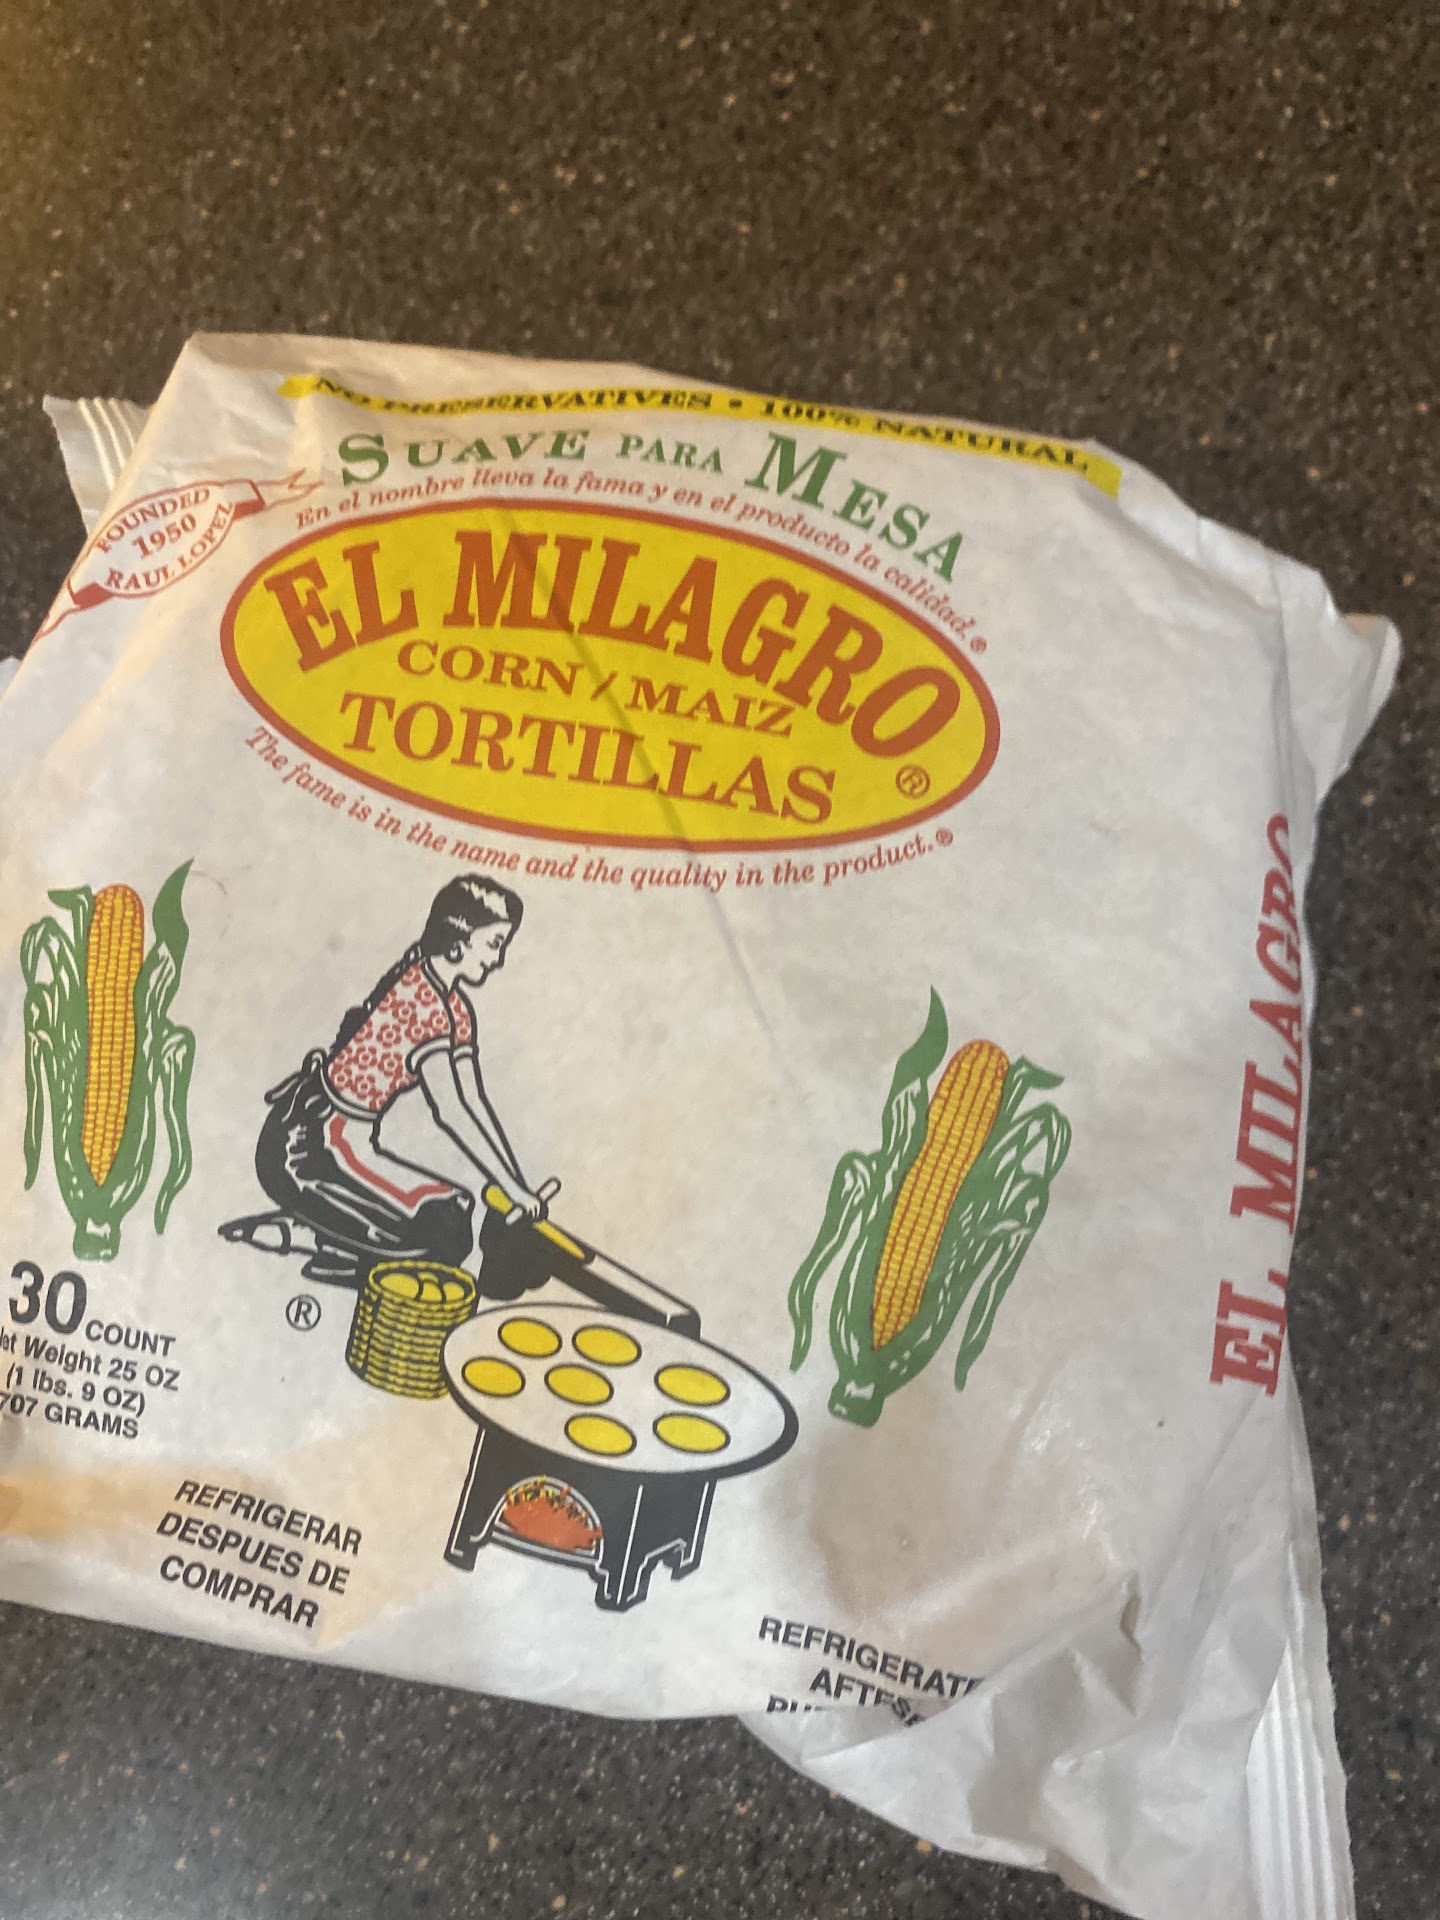 NO PRESERVATIVES • 100% NATURAL
SUAVE PARA MESA
En el nombre lleva la fama y en el producto la calidad.®
FOUNDED
1950
RAUL LOPEZ
EL MILAGRO
CORN / MAIZ
TORTILLAS
®
The fame is in the name and the quality in the product.®
EL MILAGRO
®
30 COUNT
Weight 25 OZ
(1 lbs. 9 OZ)
707 GRAMS
REFRIGERAR
DESPUES DE
COMPRAR
REFRIGERATE
AFTER